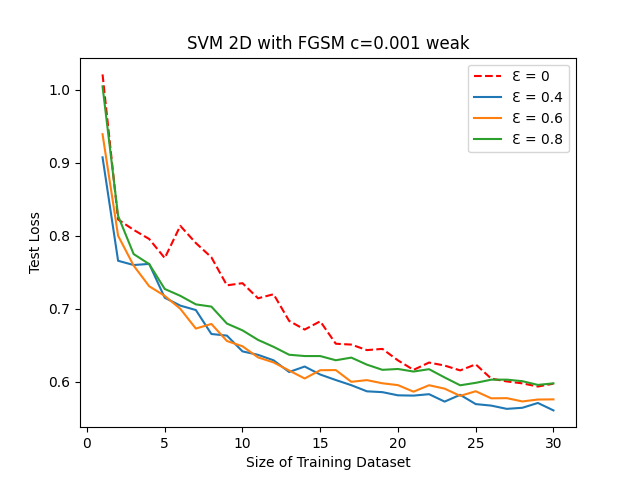 SVM 2D with FGSM c=0.001 weak
Ɛ = 0
Ɛ = 0.4
Ɛ = 0.6
Ɛ = 0.8
1.0
0.9
0.8
0.7
0.6
Test Loss
0 5 10 15 20 25 30
Size of Training Dataset